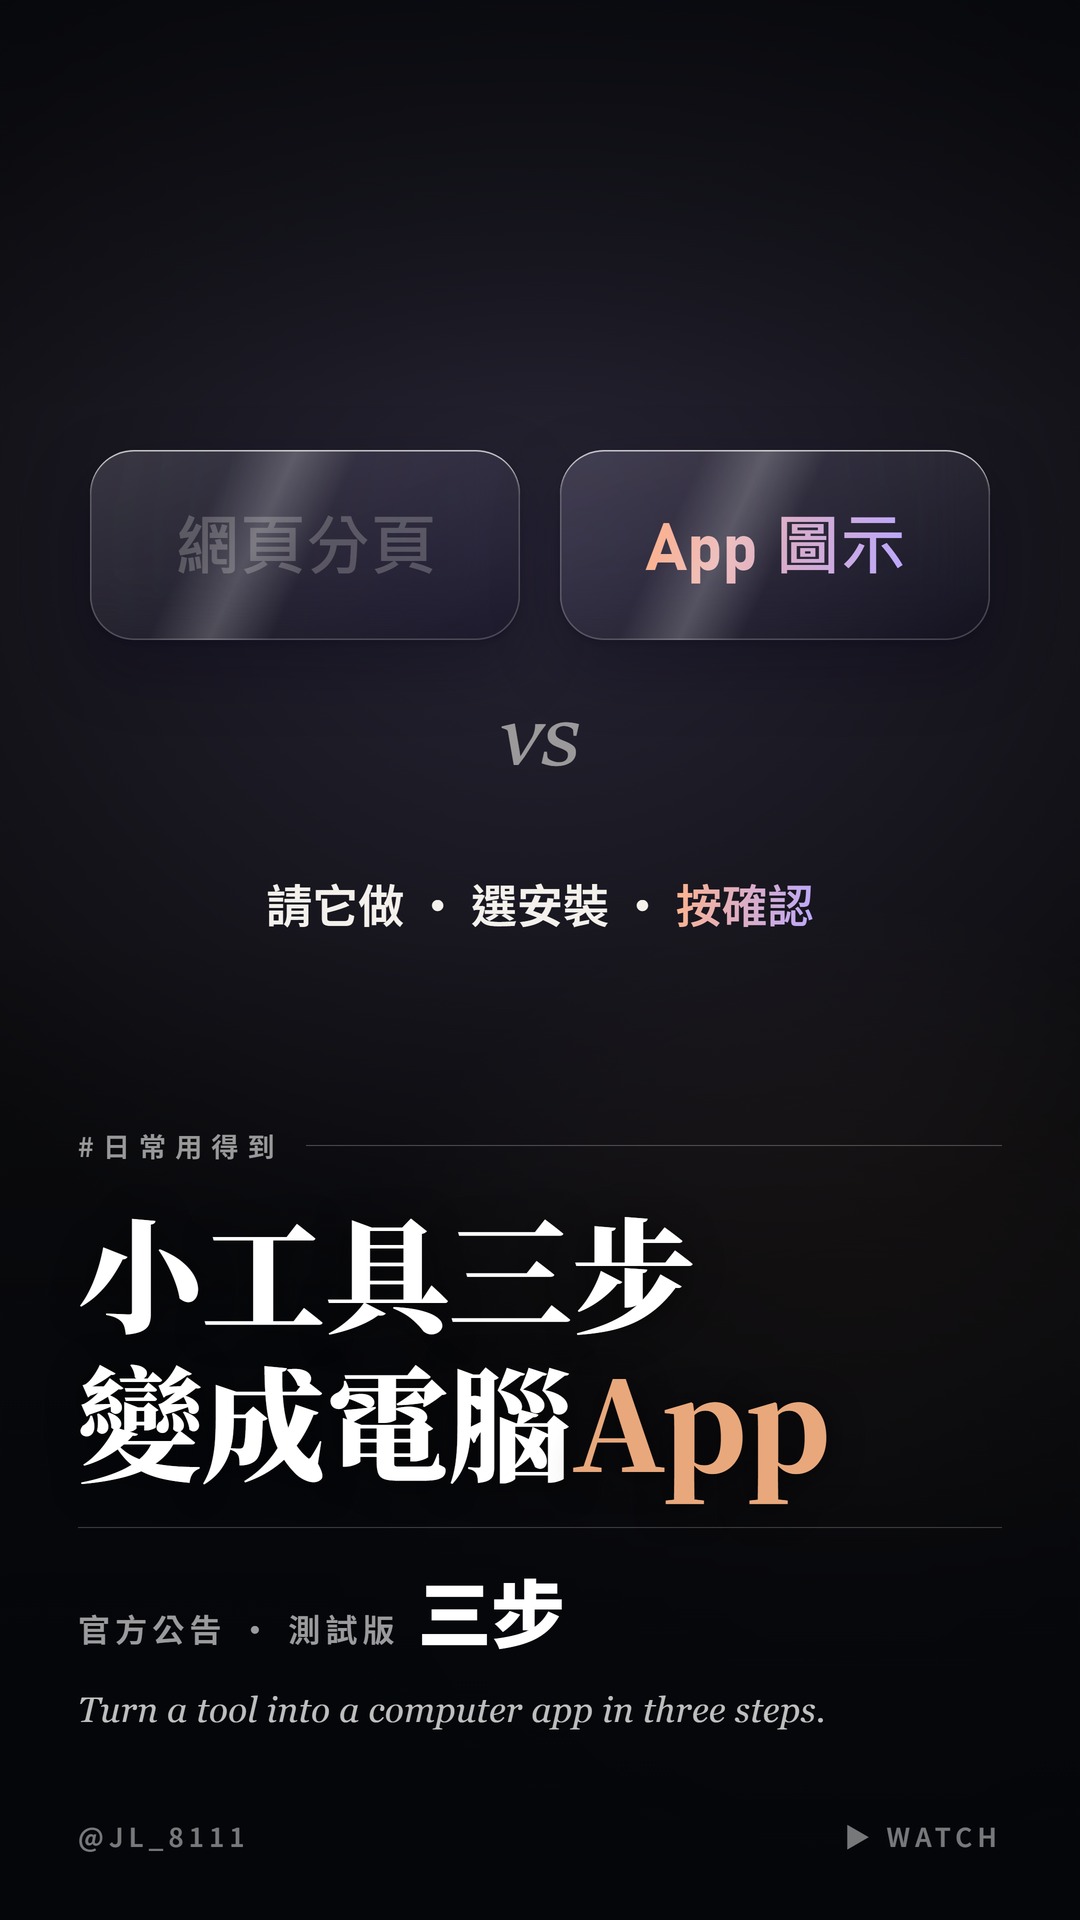 網頁分頁
App 圖示
vs
請它做 · 選安裝 · 按確認
#日常用得到
小工具三步
變成電腦App
官方公告 · 測試版 三步
Turn a tool into a computer app in three steps.
@JL_8111
▶ WATCH